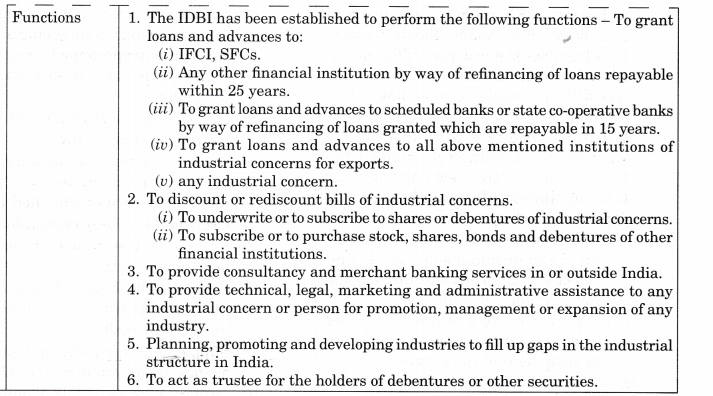 Functions
1. The IDBI has been established to perform the following functions – To grant
loans and advances to:
(i) IFCI, SFCs.
(ii) Any other financial institution by way of refinancing of loans repayable
within 25 years.
(iii) To grant loans and advances to scheduled banks or state co-operative banks
by way of refinancing of loans granted which are repayable in 15 years.
(iv) To grant loans and advances to all above mentioned institutions of
industrial concerns for exports.
(v) any industrial concern.
2. To discount or rediscount bills of industrial concerns.
(i) To underwrite or to subscribe to shares or debentures of industrial concerns.
(ii) To subscribe or to purchase stock, shares, bonds and debentures of other
financial institutions.
3. To provide consultancy and merchant banking services in or outside India.
4. To provide technical, legal, marketing and administrative assistance to any
industrial concern or person for promotion, management or expansion of any
industry.
5. Planning, promoting and developing industries to fill up gaps in the industrial
structure in India.
6. To act as trustee for the holders of debentures or other securities.